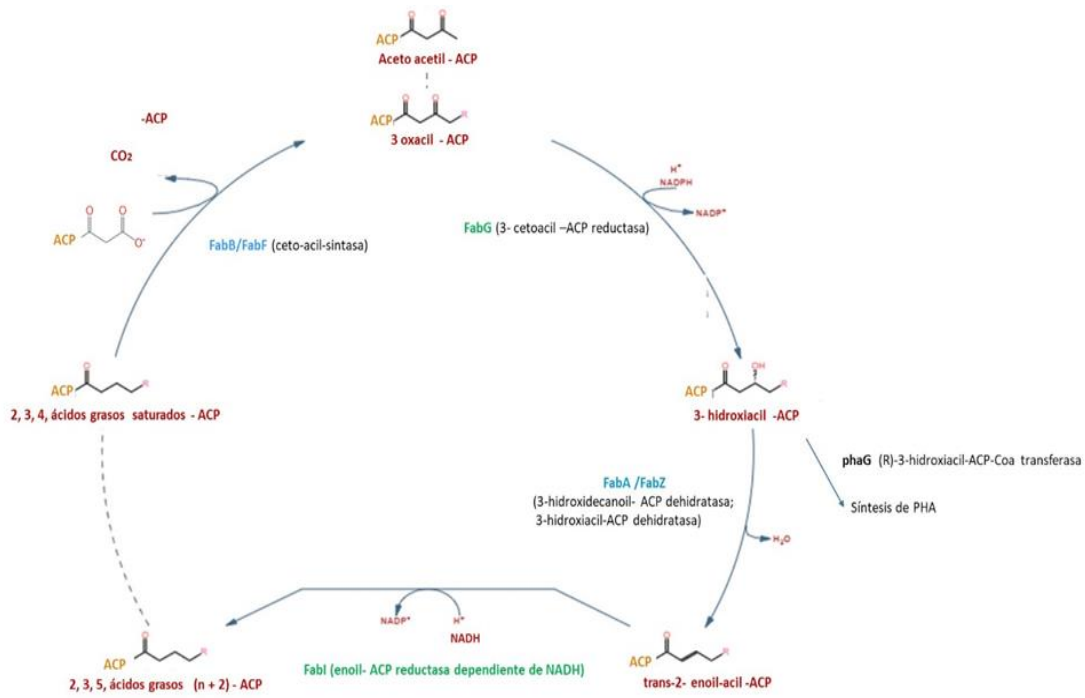 O
O
ACP
Aceto acetil - ACP
O
O
ACP
R
3 oxacil - ACP
-ACP
CO₂
O
O
ACP
O⁻
FabB/FabF (ceto-acil-sintasa)
H⁺
NADPH
NADP⁺
FabG (3- cetoacil –ACP reductasa)
O
ACP
R
2, 3, 4, ácidos grasos saturados - ACP
O
OH
ACP
R
3- hidroxiacil -ACP
phaG (R)-3-hidroxiacil-ACP-Coa transferasa
Síntesis de PHA
FabA /FabZ
(3-hidroxidecanoil- ACP dehidratasa;
3-hidroxiacil-ACP dehidratasa)
H₂O
NADP⁺
H⁺
NADH
FabI (enoil- ACP reductasa dependiente de NADH)
O
ACP
R
2, 3, 5, ácidos grasos (n + 2) - ACP
O
ACP
R
trans-2- enoil-acil -ACP